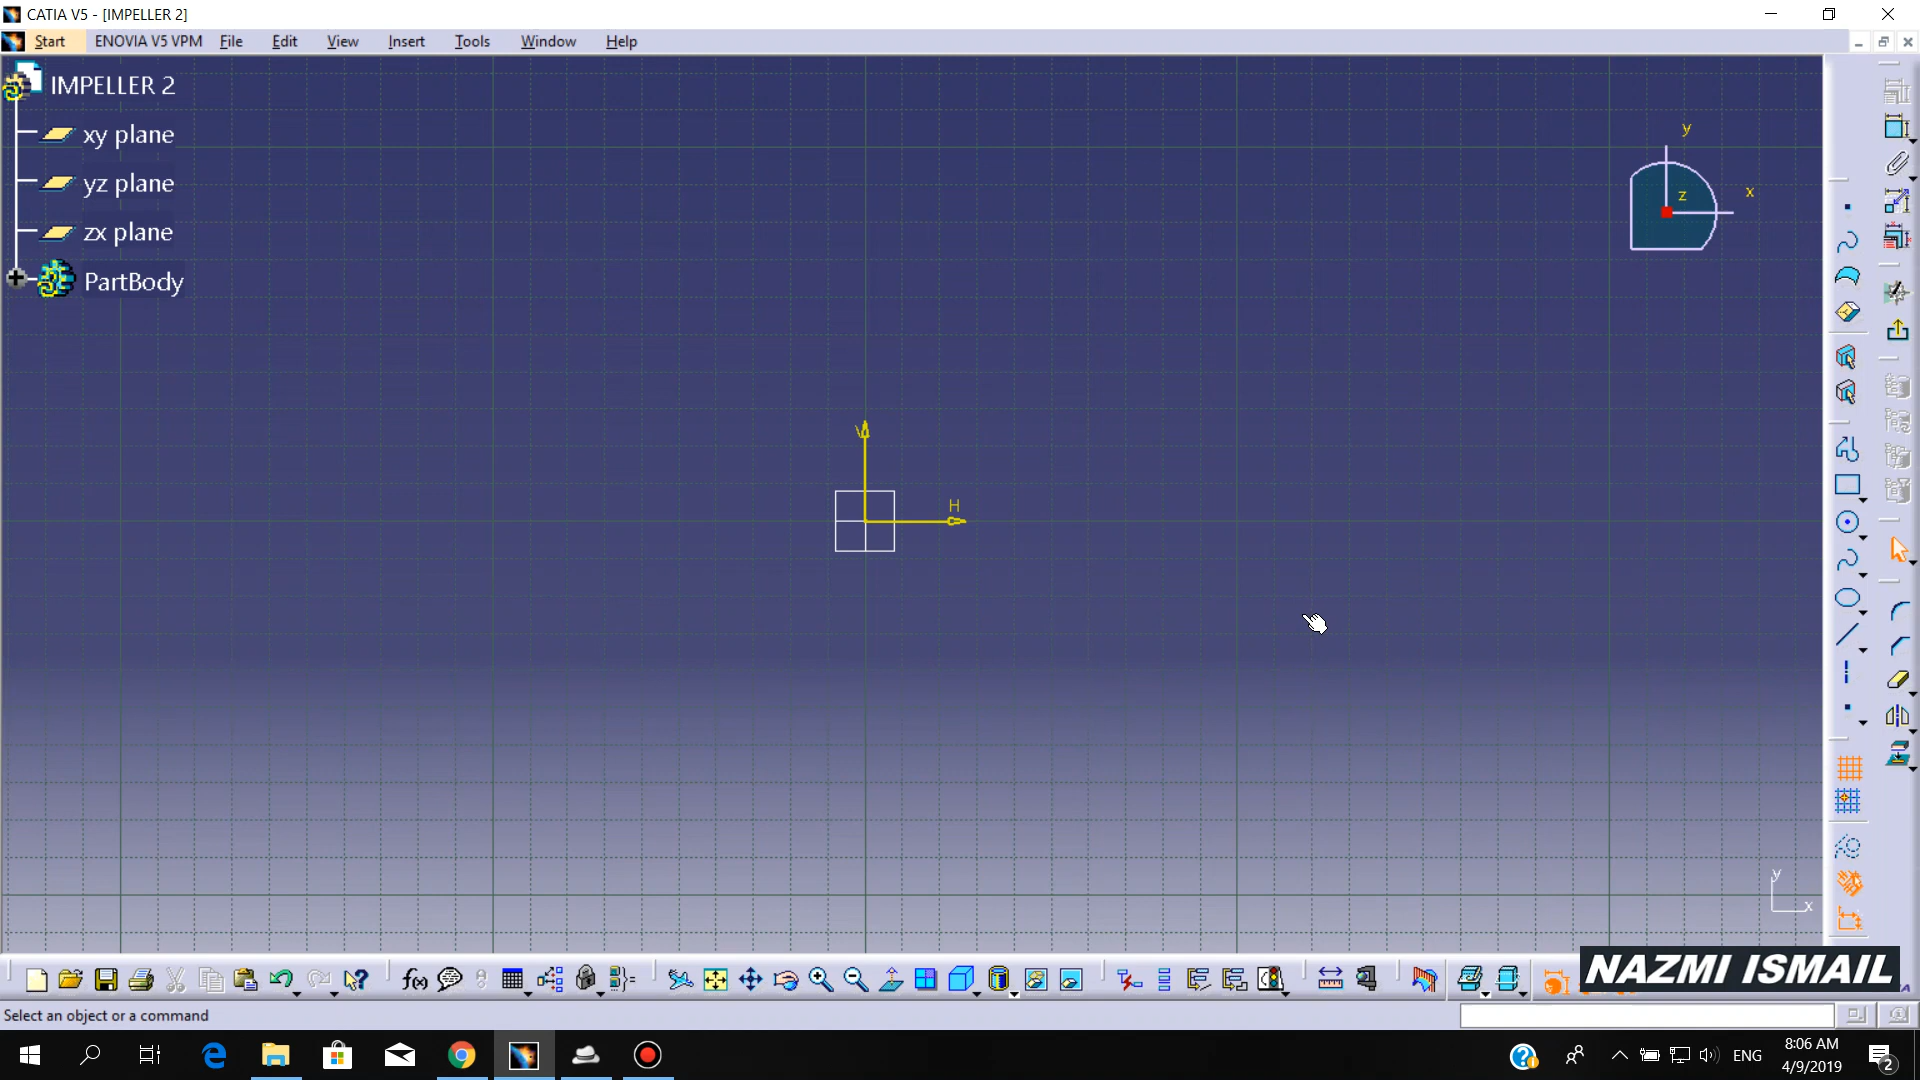 CATIA V5 - [IMPELLER 2]
Start ENOVIA V5 VPM File Edit View Insert Tools Window Help
IMPELLER 2
xy plane
yz plane
zx plane
PartBody
y
x
z
V
H
y
x
f(x)
NAZMI ISMAIL
Select an object or a command
ENG
8:06 AM
4/9/2019
2